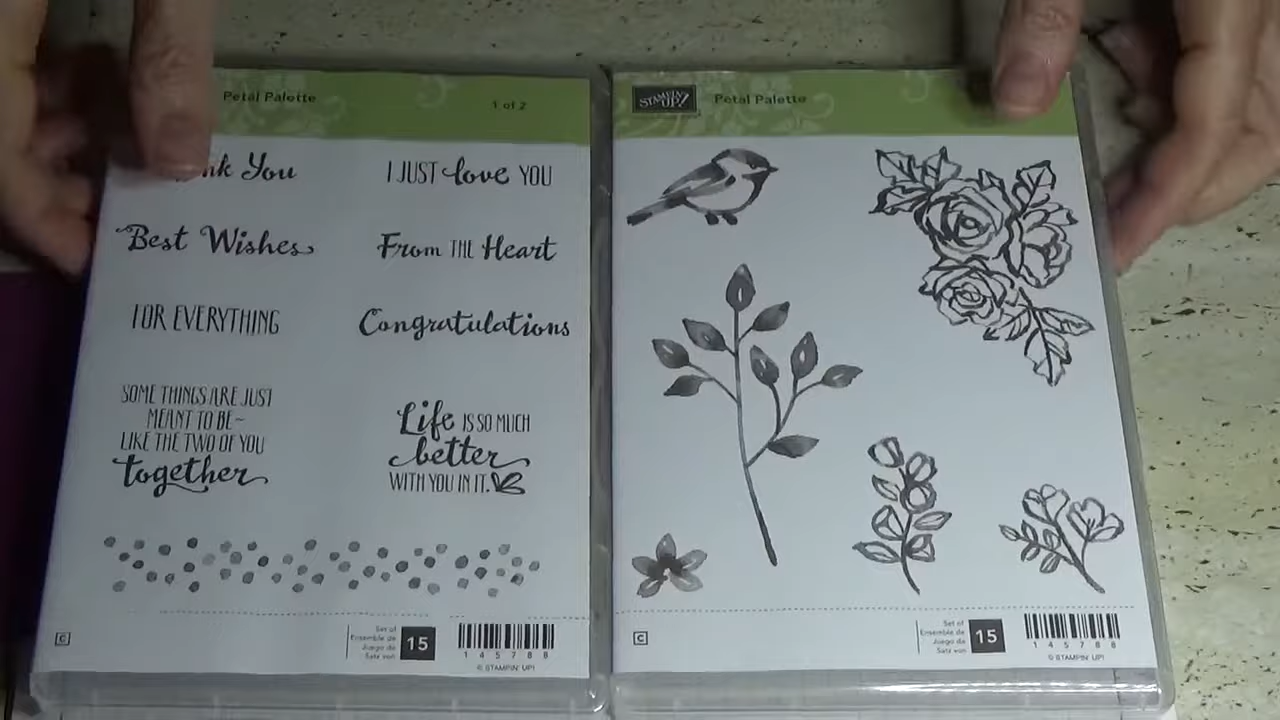 Petal Palette
1 of 2
nk You
I JUST love YOU
Best Wishes
From THE Heart
FOR EVERYTHING
Congratulations
SOME THINGS ARE JUST
MEANT TO BE~
LIKE THE TWO OF YOU
together
Life IS SO MUCH
better
WITH YOU IN IT.
C
Set of
Ensemble de
Juego de
Satz von
15
1 4 5 7 8 8
© STAMPIN' UP!
STAMPIN' UP!
Petal Palette
C
Set of
Ensemble de
Juego de
Satz von
15
1 4 5 7 8 8
© STAMPIN' UP!